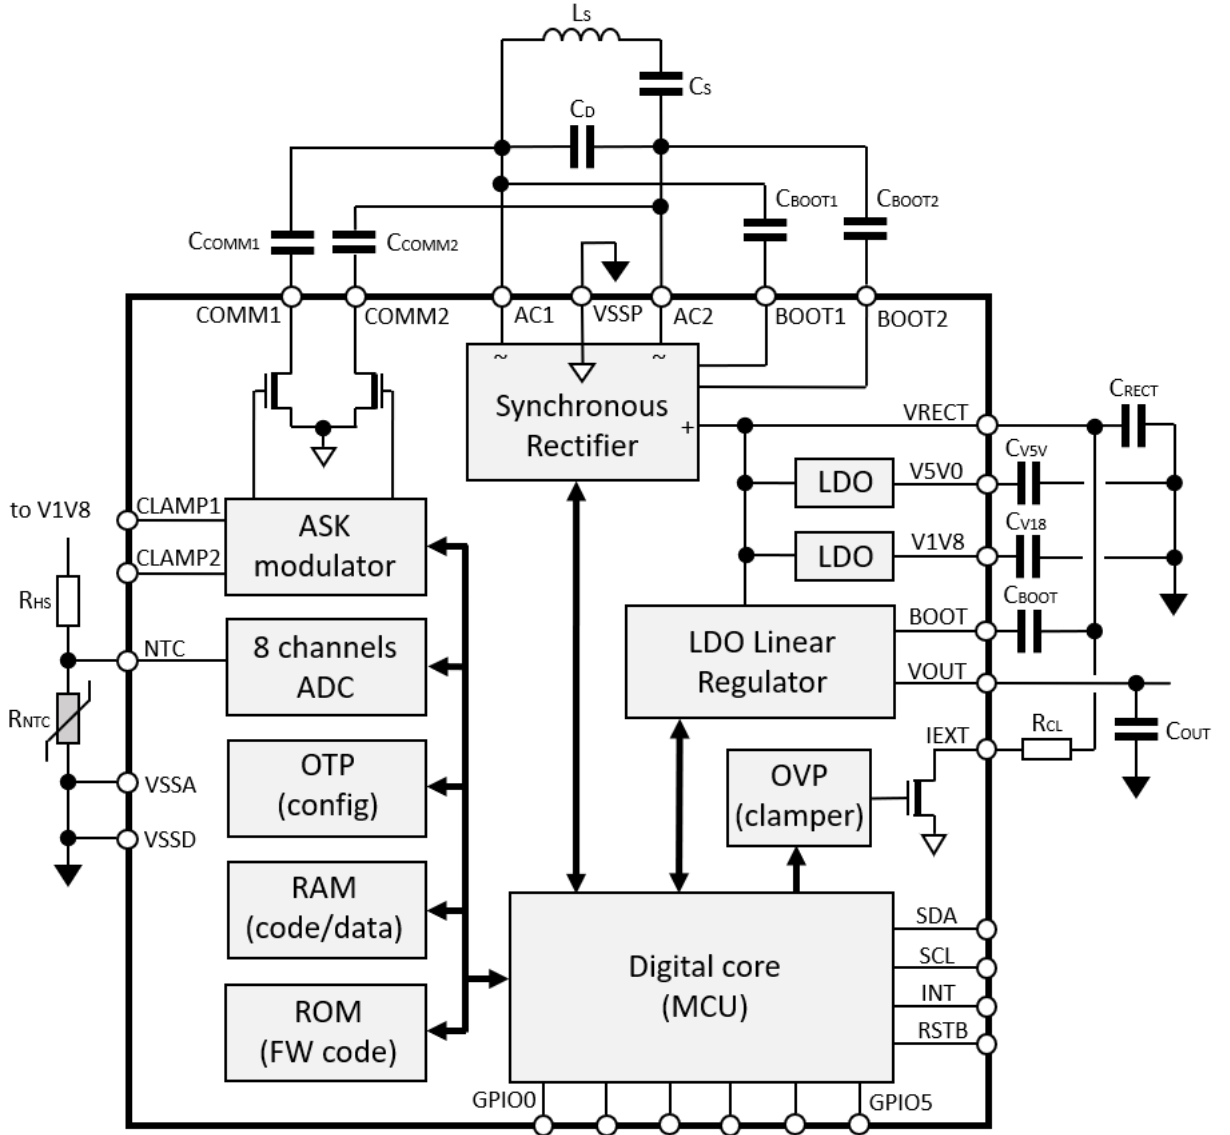 LS
CS
CD
CBOOT1
CBOOT2
CCOMM1
CCOMM2
COMM1
COMM2
AC1
VSSP
AC2
BOOT1
BOOT2
~
~
Synchronous
Rectifier
+
VRECT
CRECT
LDO
V5V0
CV5V
to V1V8
CLAMP1
ASK
modulator
CLAMP2
LDO
V1V8
CV18
RHS
NTC
8 channels
ADC
LDO Linear
Regulator
BOOT
CBOOT
VOUT
RNTC
IEXT
RCL
COUT
VSSA
OTP
(config)
OVP
(clamper)
VSSD
RAM
(code/data)
Digital core
(MCU)
SDA
SCL
INT
RSTB
ROM
(FW code)
GPIO0
GPIO5